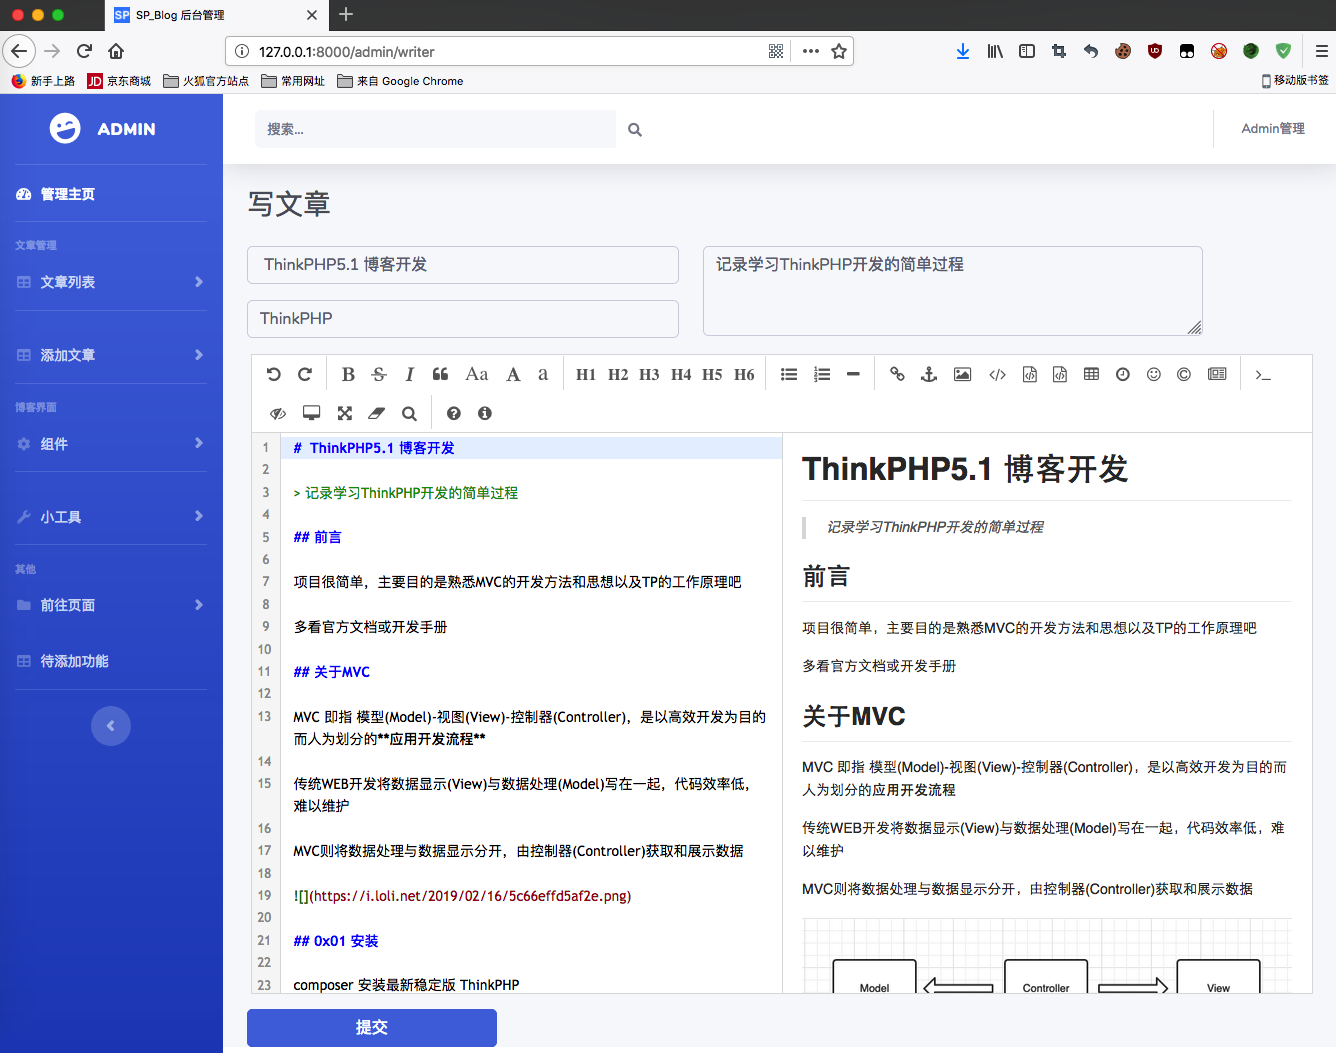 SP SP_Blog 后台管理
127.0.0.1:8000/admin/writer
新手上路 JD 京东商城 火狐官方站点 常用网址 来自 Google Chrome 移动版书签
ADMIN
管理主页
文章管理
文章列表
添加文章
博客界面
组件
小工具
其他
前往页面
待添加功能
搜索...
Admin管理
写文章
ThinkPHP5.1 博客开发
ThinkPHP
记录学习ThinkPHP开发的简单过程
B S I Aa A a H1 H2 H3 H4 H5 H6
1 #  ThinkPHP5.1 博客开发
2
3 > 记录学习ThinkPHP开发的简单过程
4
5 ## 前言
6
7 项目很简单，主要目的是熟悉MVC的开发方法和思想以及TP的工作原理吧
8
9 多看官方文档或开发手册
10
11 ## 关于MVC
12
13 MVC 即指 模型(Model)-视图(View)-控制器(Controller)，是以高效开发为目的
而人为划分的**应用开发流程**
14
15 传统WEB开发将数据显示(View)与数据处理(Model)写在一起，代码效率低，
难以维护
16
17 MVC则将数据处理与数据显示分开，由控制器(Controller)获取和展示数据
18
19 ![](https://i.loli.net/2019/02/16/5c66effd5af2e.png)
20
21 ## 0x01 安装
22
23 composer 安装最新稳定版 ThinkPHP
ThinkPHP5.1 博客开发
记录学习ThinkPHP开发的简单过程
前言
项目很简单，主要目的是熟悉MVC的开发方法和思想以及TP的工作原理吧
多看官方文档或开发手册
关于MVC
MVC 即指 模型(Model)-视图(View)-控制器(Controller)，是以高效开发为目的而
人为划分的应用开发流程
传统WEB开发将数据显示(View)与数据处理(Model)写在一起，代码效率低，难
以维护
MVC则将数据处理与数据显示分开，由控制器(Controller)获取和展示数据
Model Controller View
提交